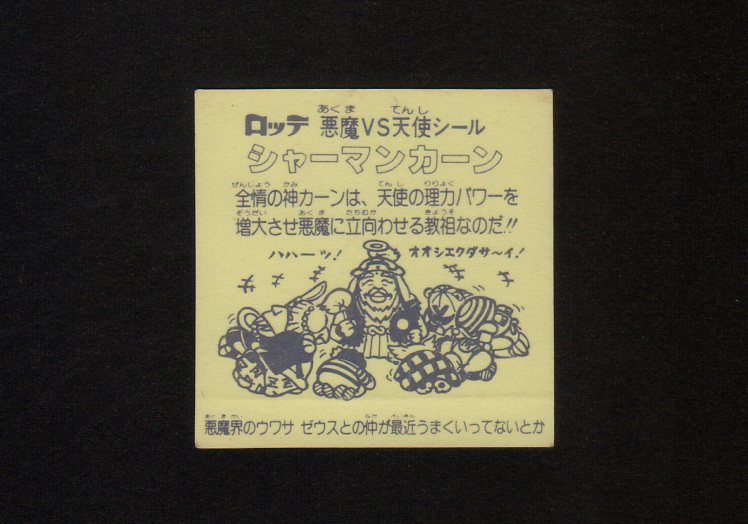 ロッテ 悪魔VS天使シール
シャーマンカーン
全情の神カーンは、天使の理力パワーを
増大させ悪魔に立向わせる教祖なのだ!!
ハハーッ! オオシエクダサ〜イ!
悪魔界のウワサ ゼウスとの仲が最近うまくいってないとか